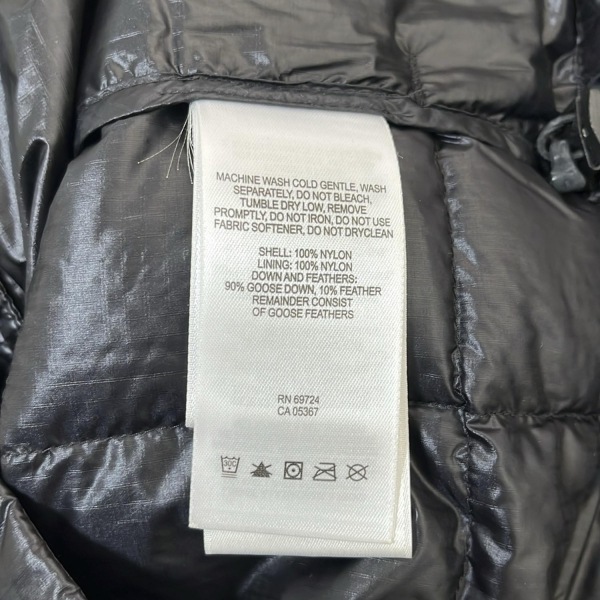 MACHINE WASH COLD GENTLE, WASH
SEPARATELY, DO NOT BLEACH,
TUMBLE DRY LOW, REMOVE
PROMPTLY, DO NOT IRON, DO NOT USE
FABRIC SOFTENER, DO NOT DRYCLEAN
SHELL: 100% NYLON
LINING: 100% NYLON
DOWN AND FEATHERS:
90% GOOSE DOWN, 10% FEATHER
REMAINDER CONSIST
OF GOOSE FEATHERS
RN 69724
CA 05367
30C